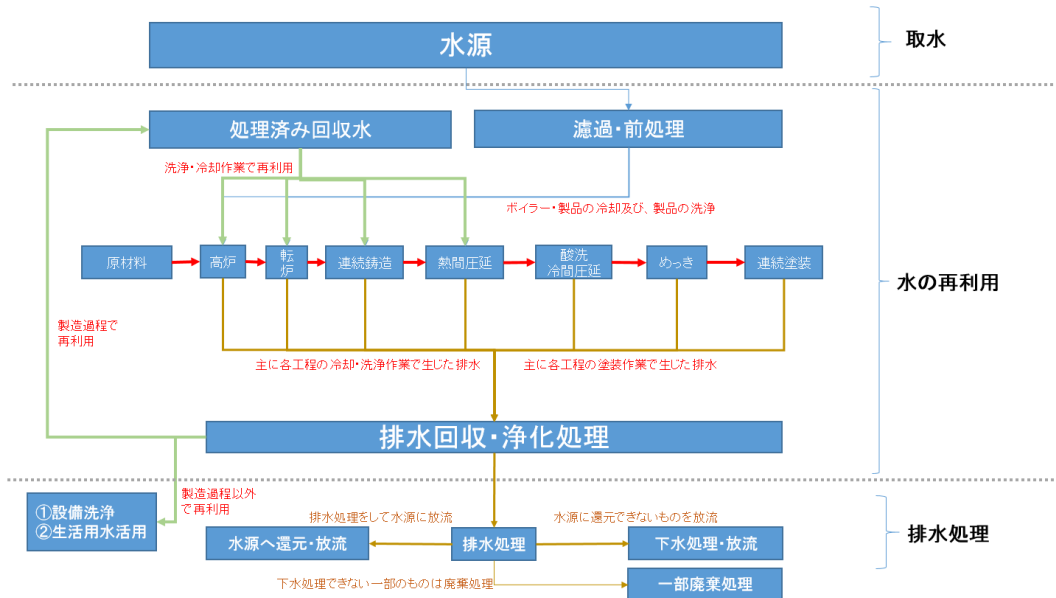 水源
取水
処理済み回収水
濾過・前処理
洗浄・冷却作業で再利用
ボイラー・製品の冷却及び、製品の洗浄
原材料
高炉
転
炉
連続鋳造
熱間圧延
酸洗
冷間圧延
めっき
連続塗装
水の再利用
製造過程で
再利用
主に各工程の冷却・洗浄作業で生じた排水
主に各工程の塗装作業で生じた排水
排水回収・浄化処理
製造過程以外
で再利用
①設備洗浄
②生活用水活用
排水処理をして水源に放流
水源に還元できないものを放流
排水処理
水源へ還元・放流
排水処理
下水処理・放流
下水処理できない一部のものは廃棄処理
一部廃棄処理